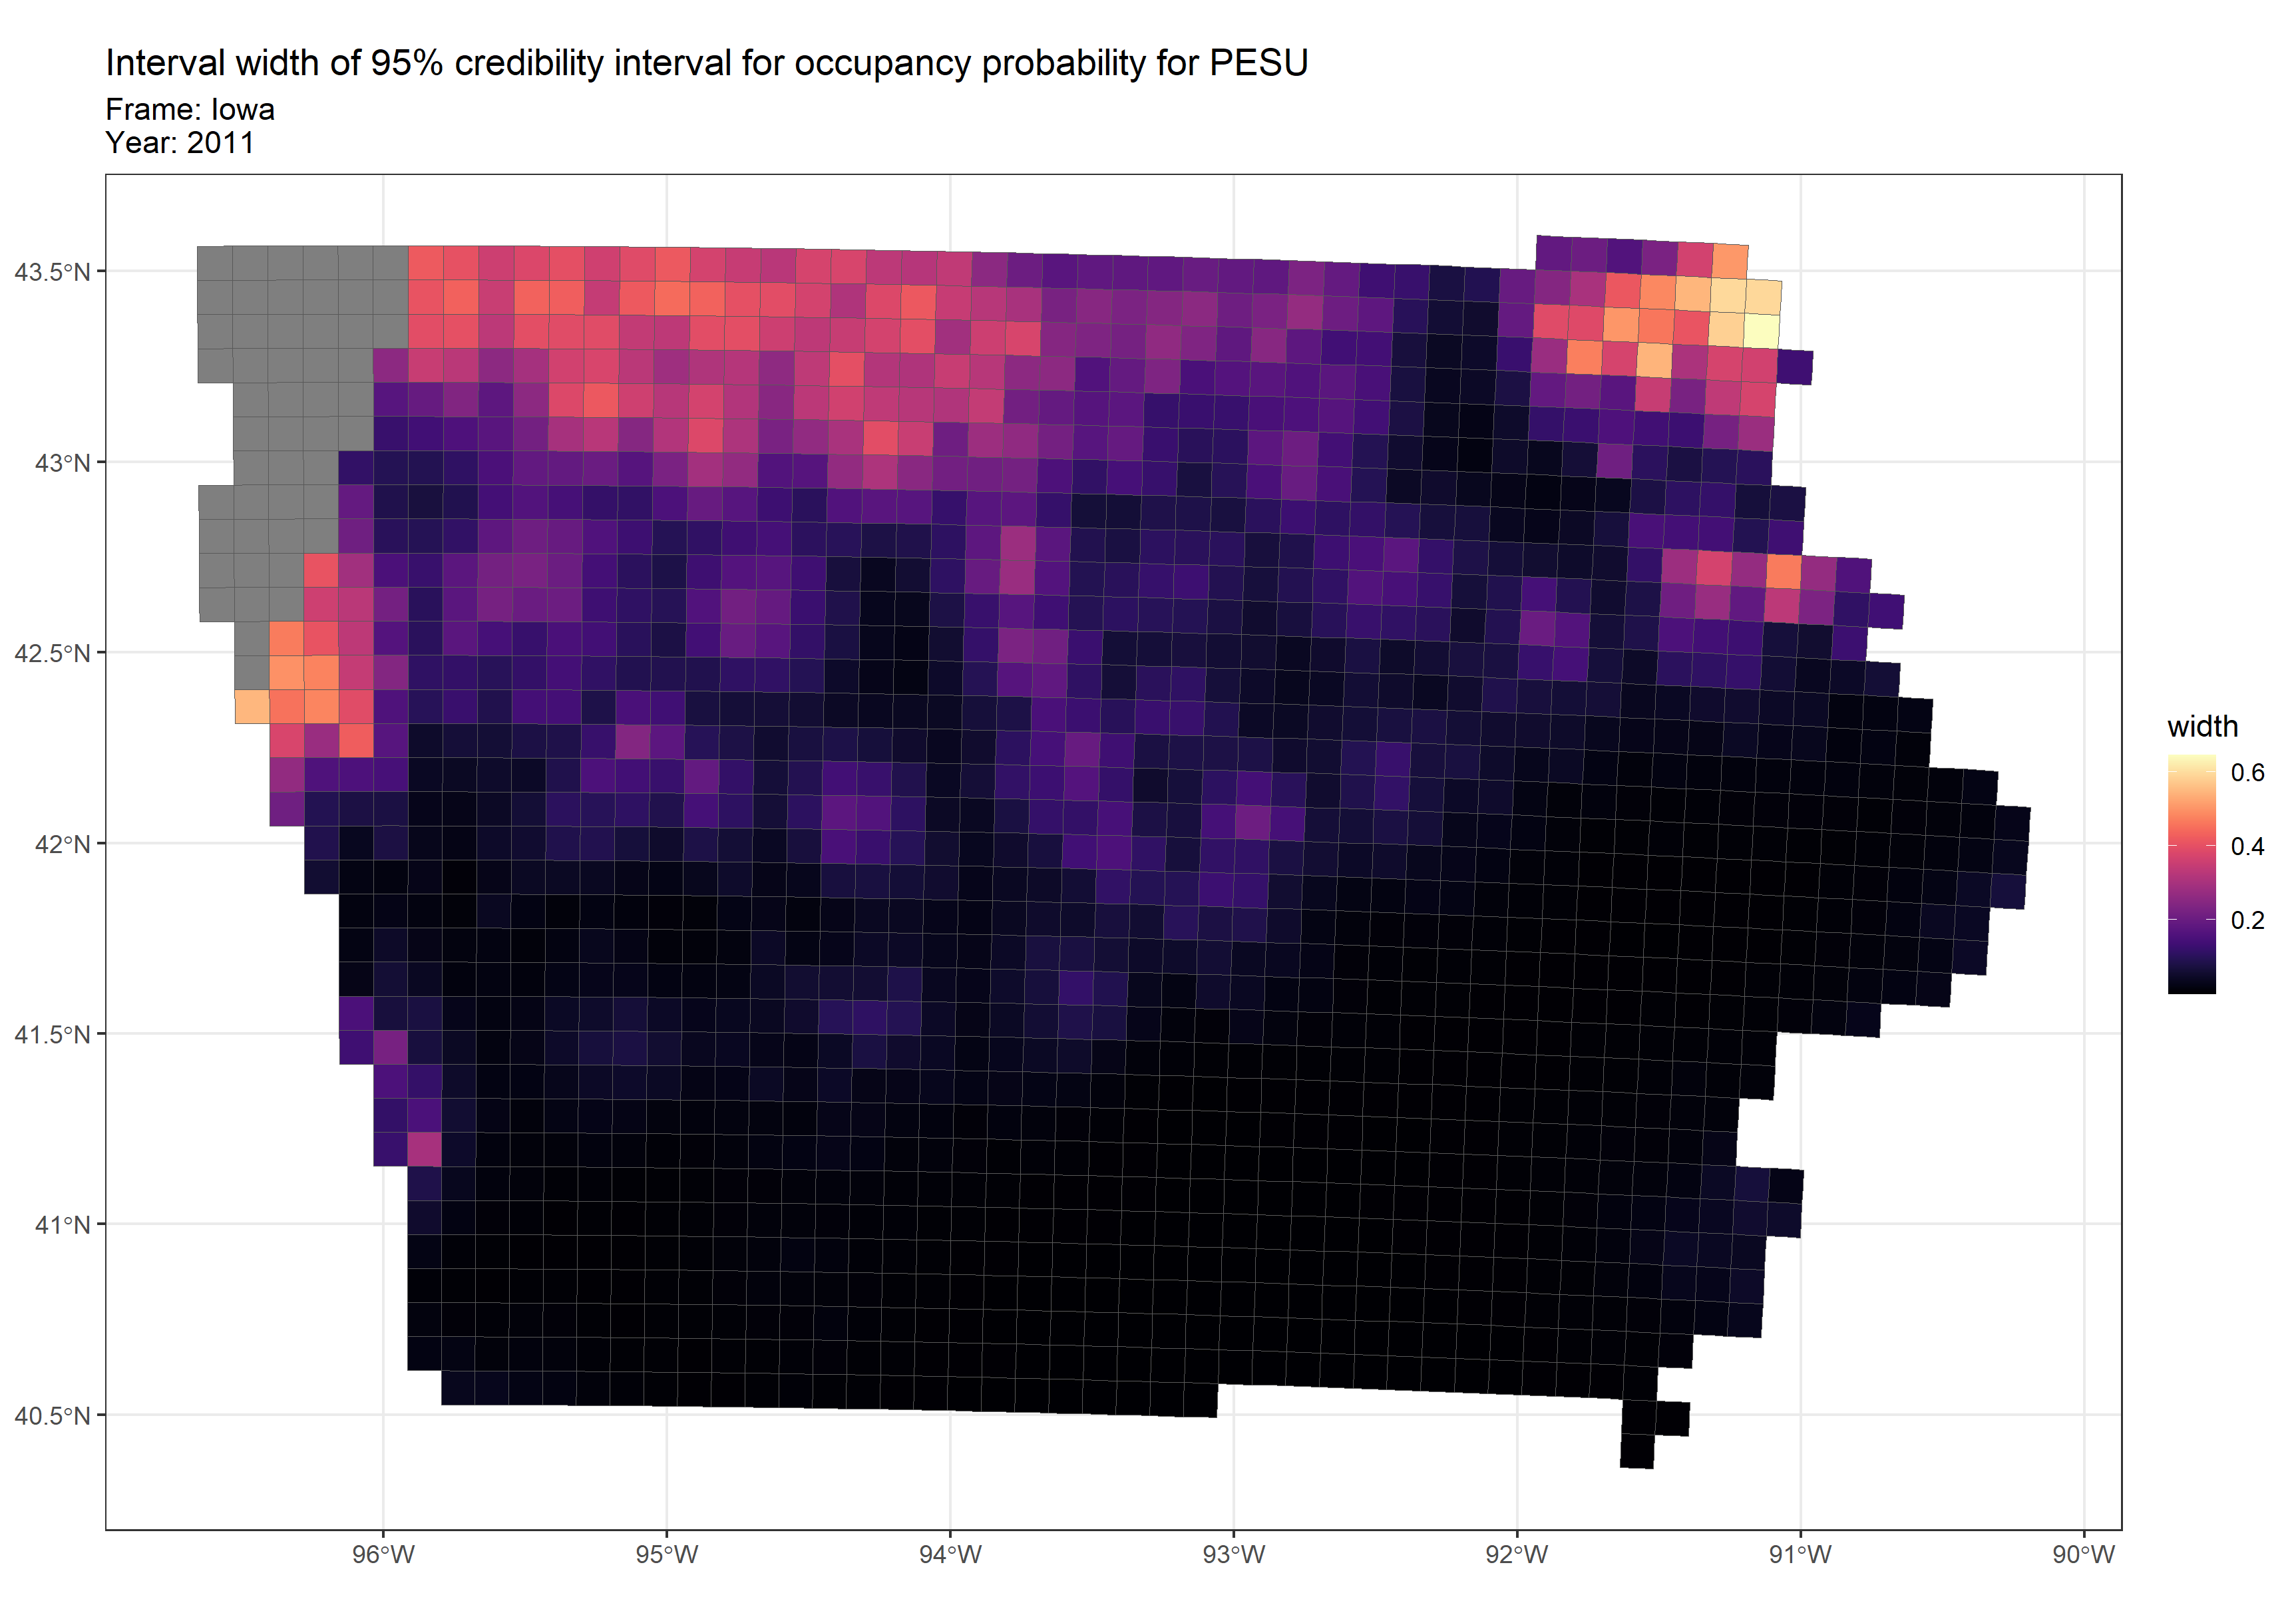 Interval width of 95% credibility interval for occupancy probability for PESU
Frame: Iowa
Year: 2011
43.5°N
43°N
42.5°N
42°N
41.5°N
41°N
40.5°N
96°W
95°W
94°W
93°W
92°W
91°W
90°W
width
0.6
0.4
0.2